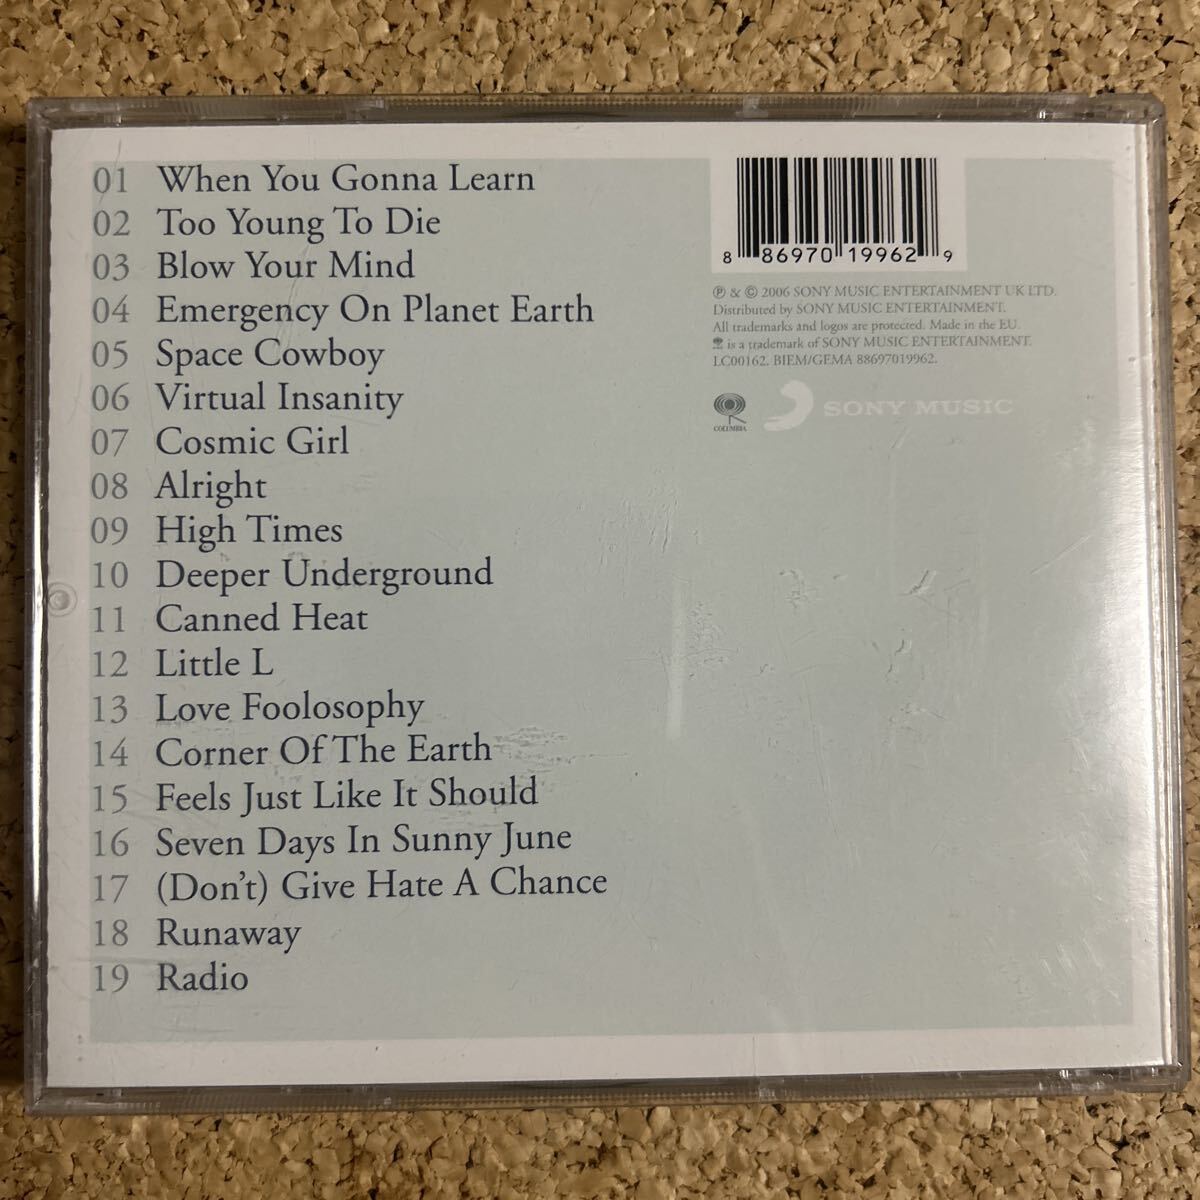 01 When You Gonna Learn
02 Too Young To Die
03 Blow Your Mind
04 Emergency On Planet Earth
05 Space Cowboy
06 Virtual Insanity
07 Cosmic Girl
08 Alright
09 High Times
10 Deeper Underground
11 Canned Heat
12 Little L
13 Love Foolosophy
14 Corner Of The Earth
15 Feels Just Like It Should
16 Seven Days In Sunny June
17 (Don't) Give Hate A Chance
18 Runaway
19 Radio
8 86970 19962 9
℗ & © 2006 SONY MUSIC ENTERTAINMENT UK LTD.
Distributed by SONY MUSIC ENTERTAINMENT.
All trademarks and logos are protected. Made in the EU.
is a trademark of SONY MUSIC ENTERTAINMENT.
LC00162. BIEM/GEMA 88697019962.
COLUMBIA
SONY MUSIC